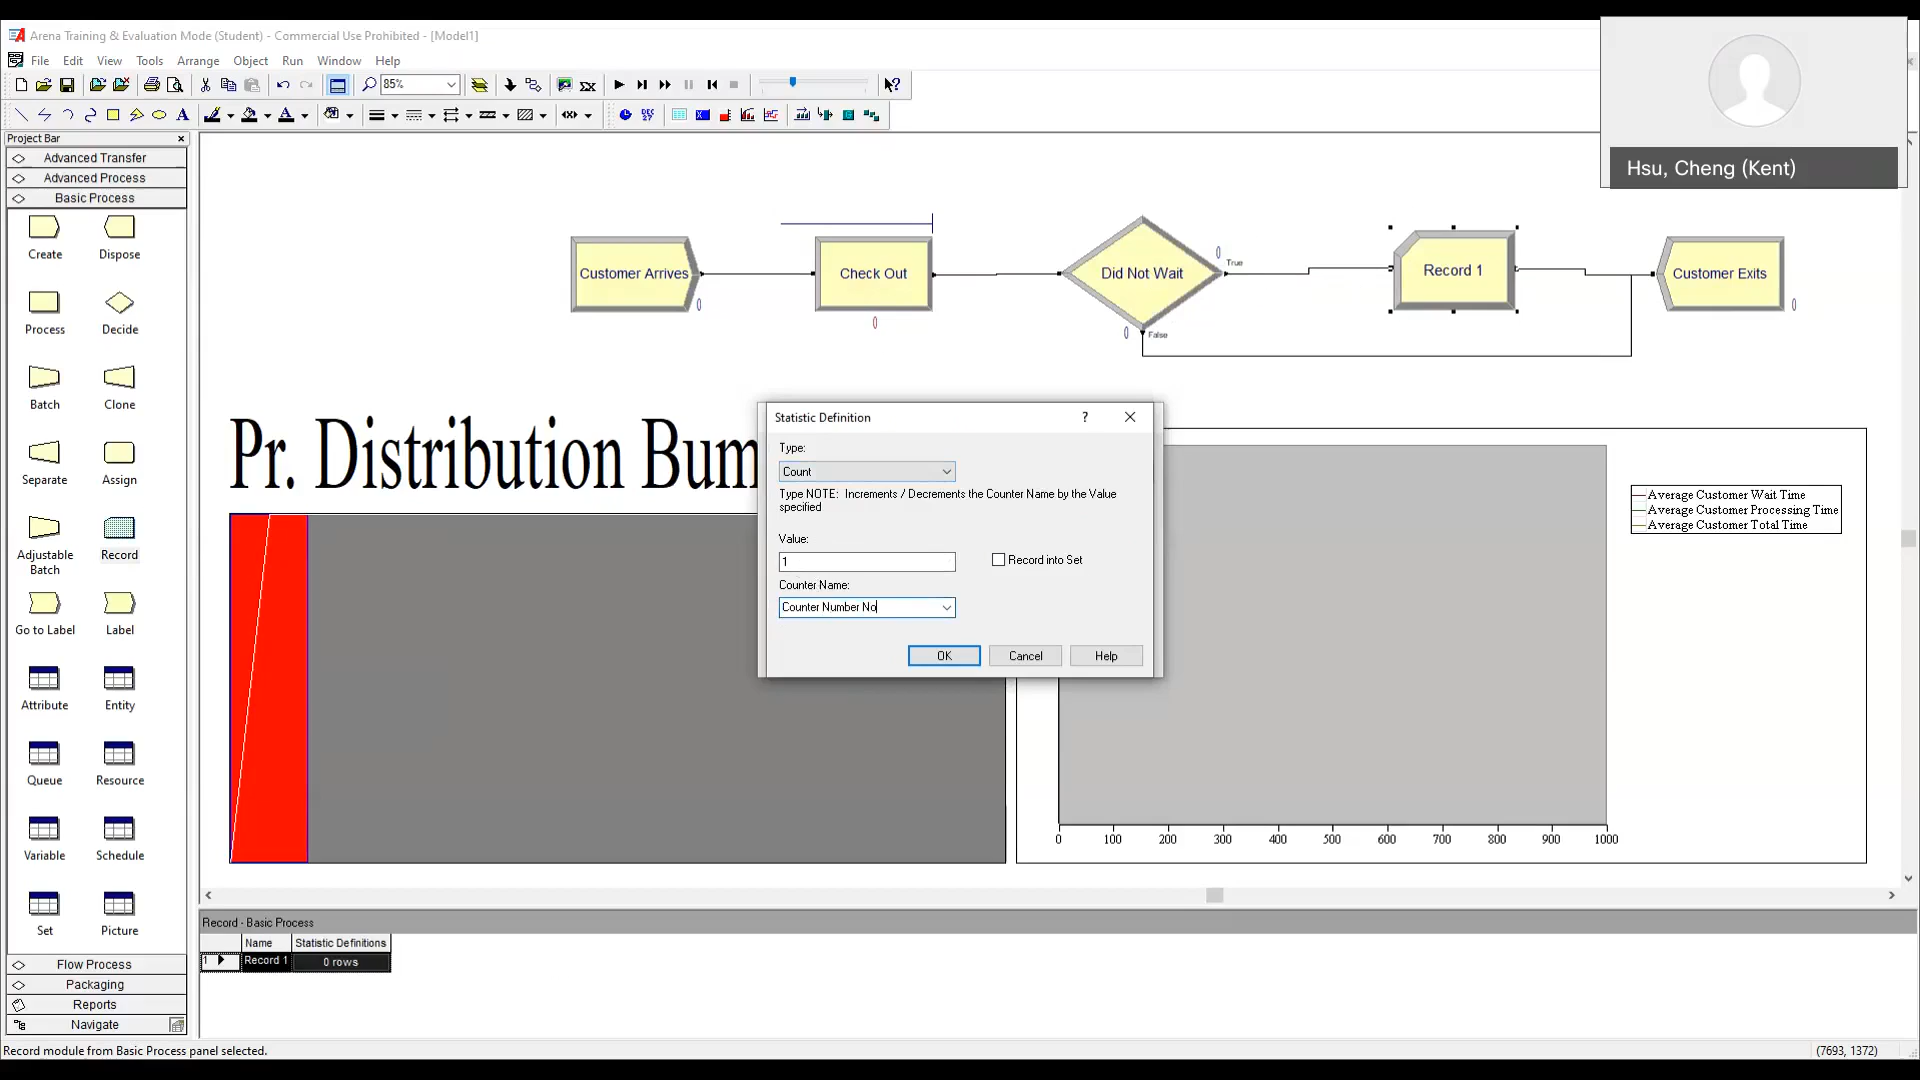 Arena Training & Evaluation Mode (Student) - Commercial Use Prohibited - [Model1]
File Edit View Tools Arrange Object Run Window Help
85%
Project Bar
Advanced Transfer
Advanced Process
Basic Process
Create Dispose
Process Decide
Batch Clone
Separate Assign
Adjustable Batch Record
Go to Label Label
Attribute Entity
Queue Resource
Variable Schedule
Set Picture
Flow Process
Packaging
Reports
Navigate
Hsu, Cheng (Kent)
Customer Arrives
0
Check Out
0
Did Not Wait
0
True
0
False
Record 1
Customer Exits
0
Pr. Distribution Bum
Statistic Definition
?
Type:
Count
Type NOTE: Increments / Decrements the Counter Name by the Value
specified
Value:
1
Record into Set
Counter Name:
Counter Number No
OK Cancel Help
Average Customer Wait Time
Average Customer Processing Time
Average Customer Total Time
0 100 200 300 400 500 600 700 800 900 1000
Record - Basic Process
Name Statistic Definitions
1 Record 1 0 rows
Record module from Basic Process panel selected.
(7693, 1372)